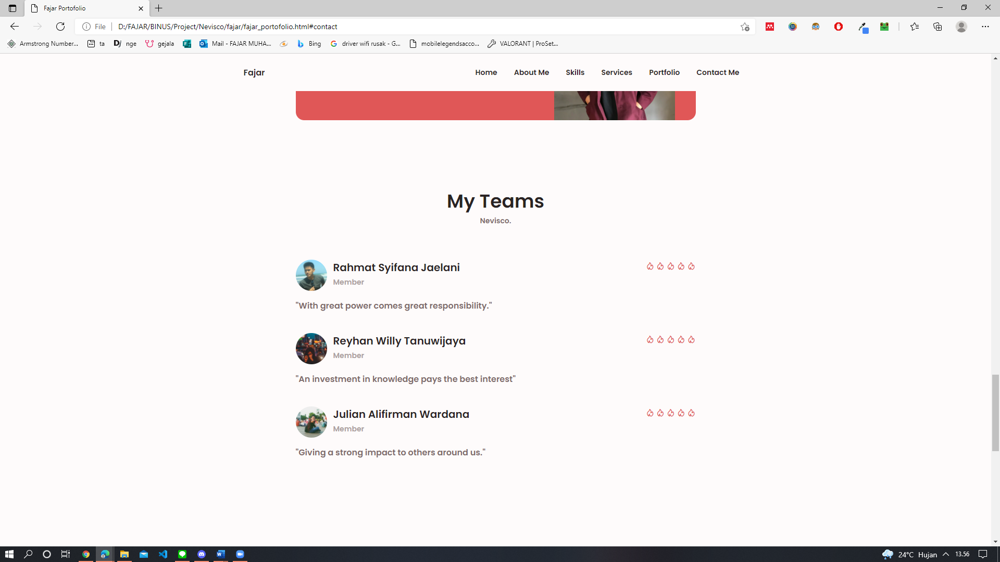 Fajar Portofolio
File
D:/FAJAR/BINUS/Project/Nevisco/fajar/fajar_portofolio.html#contact
Armstrong Number... ta nge gejala Mail - FAJAR MUHA... Bing driver wifi rusak - G... mobilelegendsacco... VALORANT | ProSet...
Fajar Home About Me Skills Services Portfolio Contact Me
My Teams
Nevisco.
Rahmat Syifana Jaelani
Member
"With great power comes great responsibility."
Reyhan Willy Tanuwijaya
Member
"An investment in knowledge pays the best interest"
Julian Alifirman Wardana
Member
"Giving a strong impact to others around us."
24°C Hujan 13.56